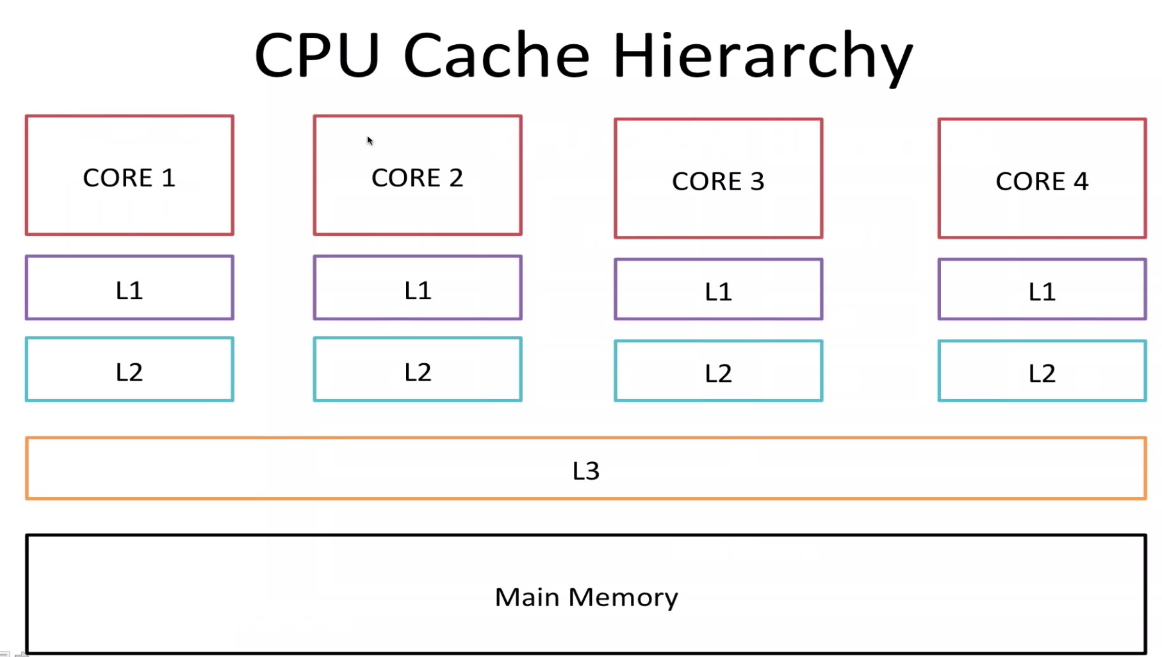 CPU Cache Hierarchy
CORE 1
CORE 2
CORE 3
CORE 4
L1
L1
L1
L1
L2
L2
L2
L2
L3
Main Memory